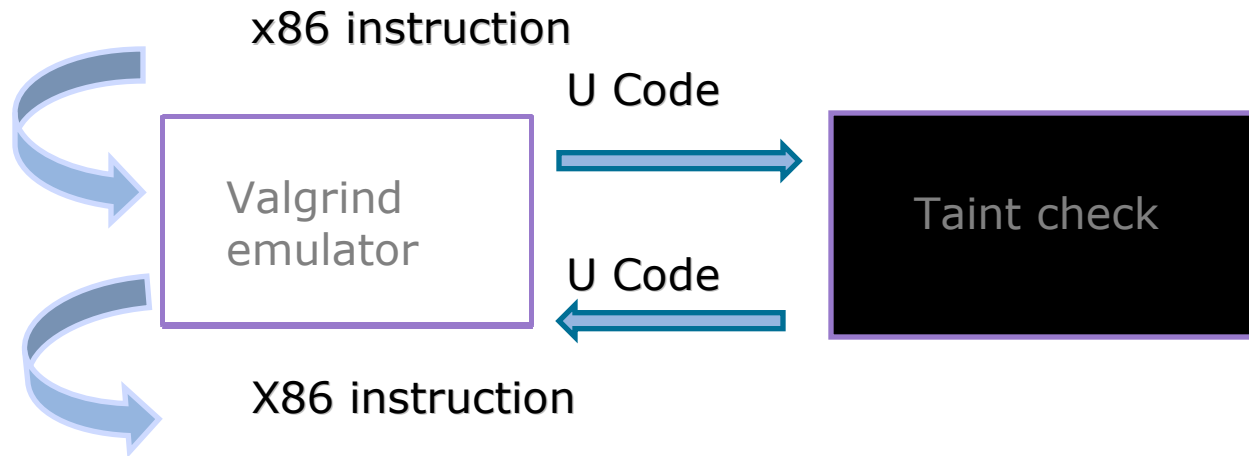 x86 instruction
U Code
Valgrind
emulator
Taint check
U Code
X86 instruction